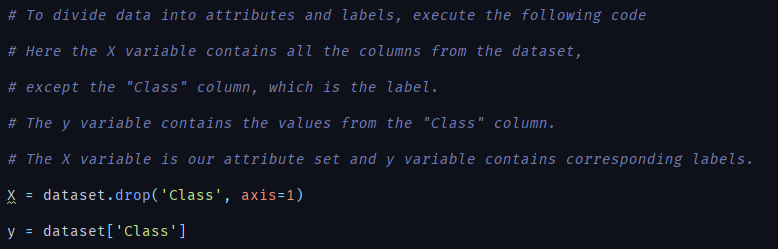 # To divide data into attributes and labels, execute the following code
# Here the X variable contains all the columns from the dataset,
# except the "Class" column, which is the label.
# The y variable contains the values from the "Class" column.
# The X variable is our attribute set and y variable contains corresponding labels.
X = dataset.drop('Class', axis=1)
y = dataset['Class']